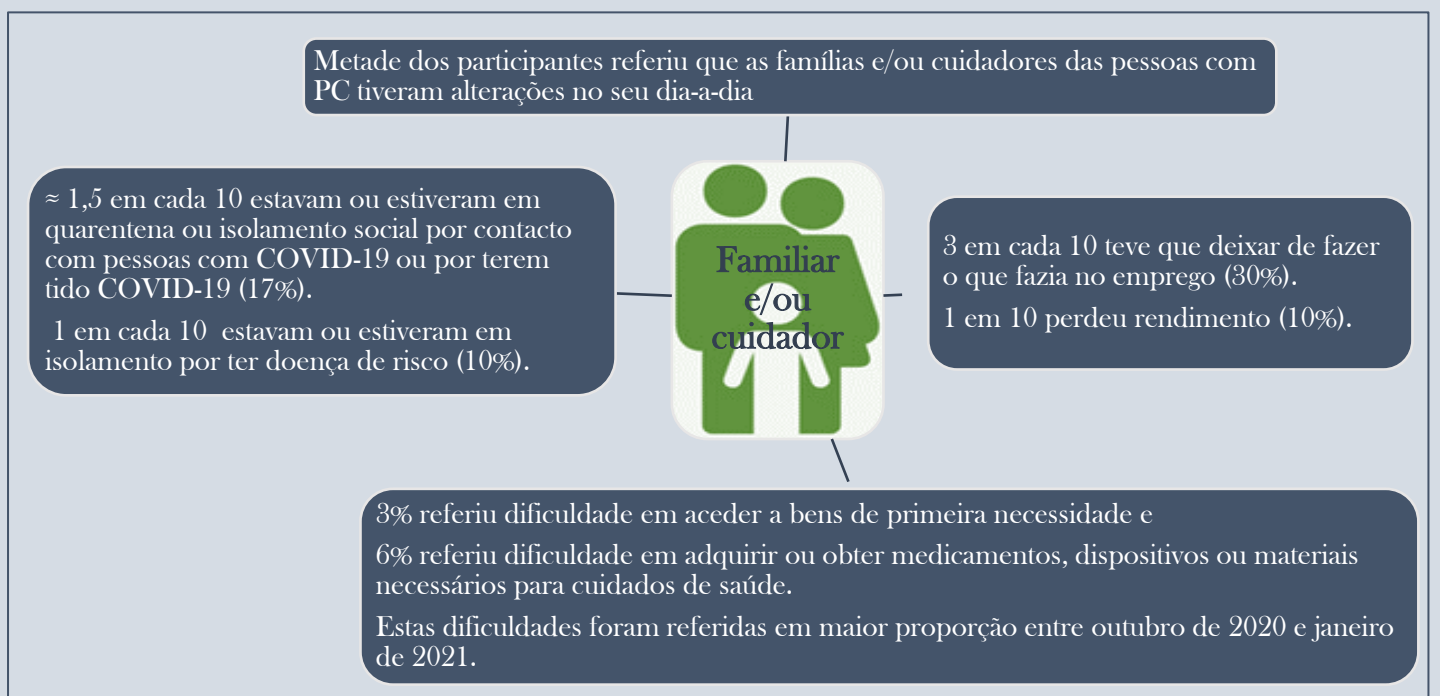 Metade dos participantes referiu que as famílias e/ou cuidadores das pessoas com
PC tiveram alterações no seu dia-a-dia
≈ 1,5 em cada 10 estavam ou estiveram em
quarentena ou isolamento social por contacto
com pessoas com COVID-19 ou por terem
tido COVID-19 (17%).
1 em cada 10 estavam ou estiveram em
isolamento por ter doença de risco (10%).
Familiar
e/ou
cuidador
3 em cada 10 teve que deixar de fazer
o que fazia no emprego (30%).
1 em 10 perdeu rendimento (10%).
3% referiu dificuldade em aceder a bens de primeira necessidade e
6% referiu dificuldade em adquirir ou obter medicamentos, dispositivos ou materiais
necessários para cuidados de saúde.
Estas dificuldades foram referidas em maior proporção entre outubro de 2020 e janeiro
de 2021.